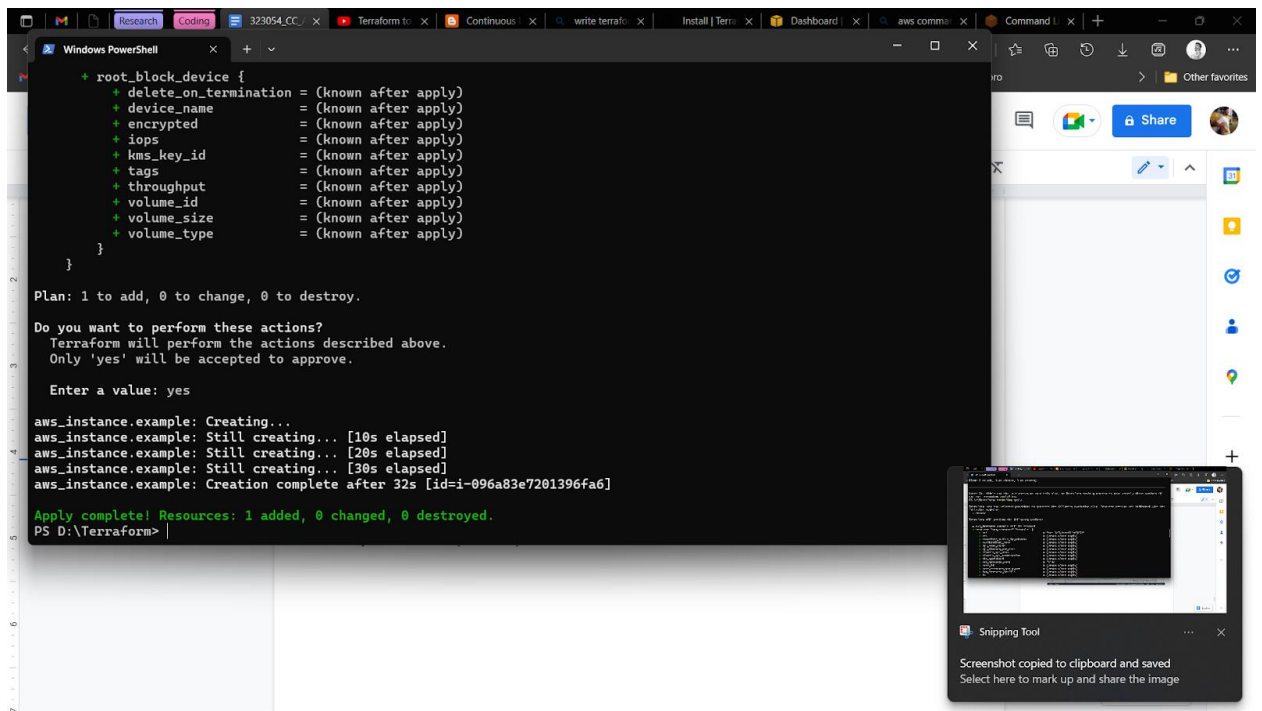 Research
Coding
323054_CC_
Terraform to
Continuous
write terrafo
Install | Terra
Dashboard |
aws comma
Command Li
Windows PowerShell
Other favorites
Share
+ root_block_device {
+ delete_on_termination = (known after apply)
+ device_name = (known after apply)
+ encrypted = (known after apply)
+ iops = (known after apply)
+ kms_key_id = (known after apply)
+ tags = (known after apply)
+ throughput = (known after apply)
+ volume_id = (known after apply)
+ volume_size = (known after apply)
+ volume_type = (known after apply)
}
}
Plan: 1 to add, 0 to change, 0 to destroy.
Do you want to perform these actions?
Terraform will perform the actions described above.
Only 'yes' will be accepted to approve.
Enter a value: yes
aws_instance.example: Creating...
aws_instance.example: Still creating... [10s elapsed]
aws_instance.example: Still creating... [20s elapsed]
aws_instance.example: Still creating... [30s elapsed]
aws_instance.example: Creation complete after 32s [id=i-096a83e7201396fa6]
Apply complete! Resources: 1 added, 0 changed, 0 destroyed.
PS D:\Terraform>
Snipping Tool
Screenshot copied to clipboard and saved
Select here to mark up and share the image
31
2
3
4
5
6